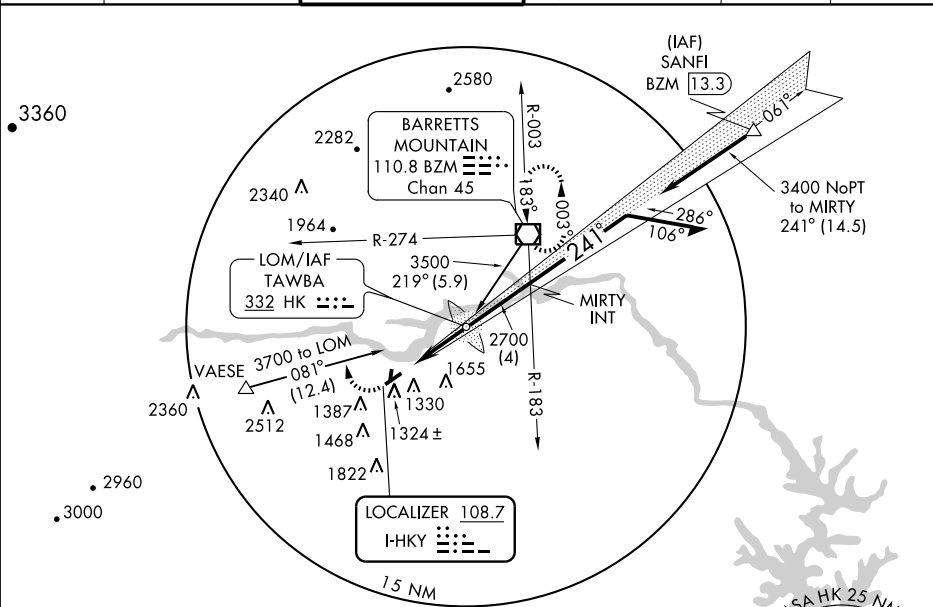 (IAF)
SANFI
BZM 13.3
061°
3360
2580
R-003
BARRETTS
MOUNTAIN
110.8 BZM
Chan 45
2282
183°
003°
2340
3400 NoPT
to MIRTY
241° (14.5)
1964
286°
106°
R-274
241°
LOM/IAF
TAWBA
332 HK
3500
219° (5.9)
MIRTY
INT
2700
(4)
3700 to LOM
081°
(12.4)
VAESE
1655
R-183
2360
2512
1387
1330
1324 ±
1468
1822
2960
3000
LOCALIZER 108.7
I-HKY
15 NM
SA HK 25 NM